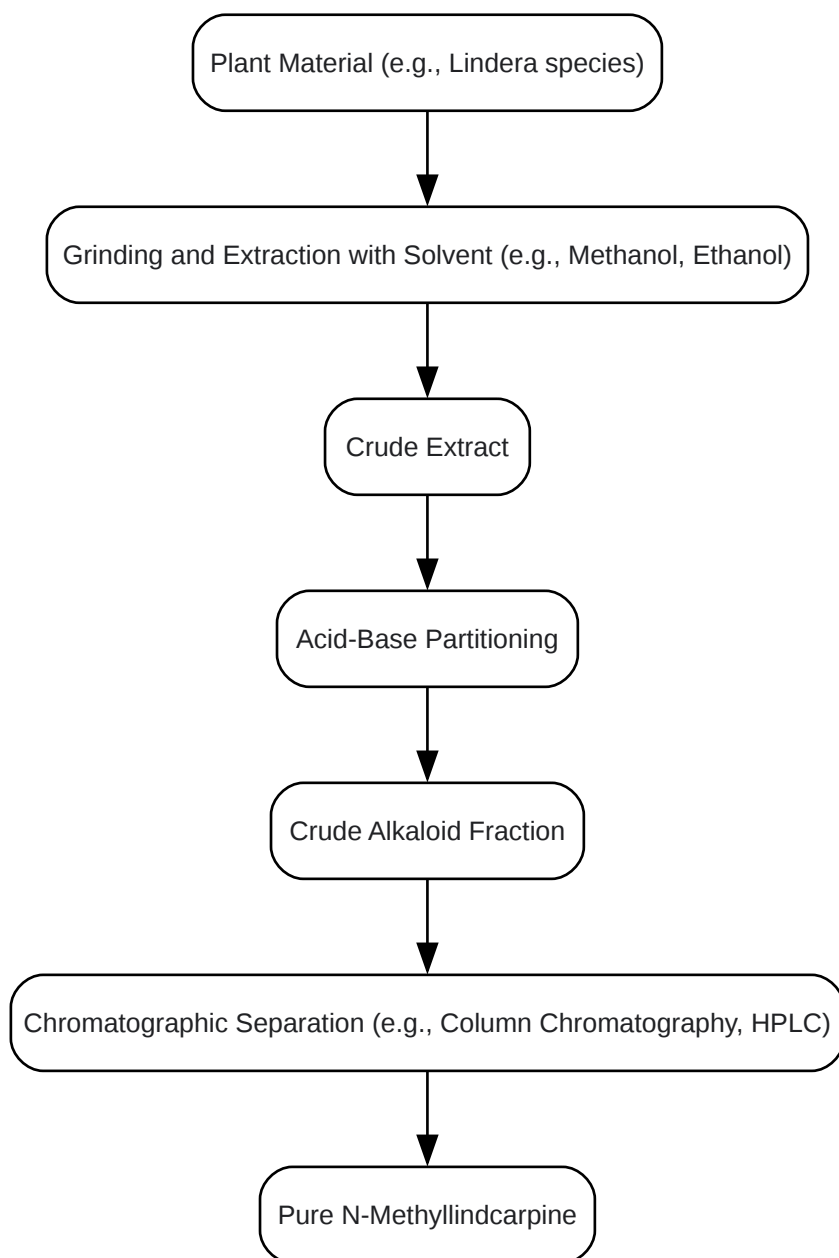 Plant Material (e.g., Lindera species)
Grinding and Extraction with Solvent (e.g., Methanol, Ethanol)
Crude Extract
Acid-Base Partitioning
Crude Alkaloid Fraction
Chromatographic Separation (e.g., Column Chromatography, HPLC)
Pure N-Methyllindcarpine